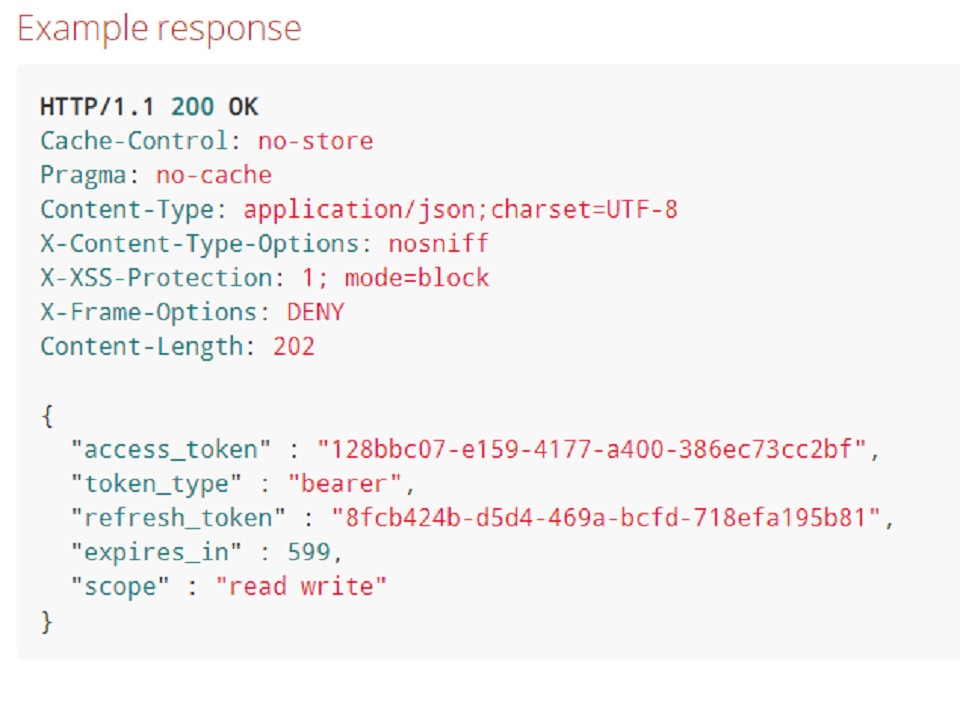 Example response
HTTP/1.1 200 OK
Cache-Control: no-store
Pragma: no-cache
Content-Type: application/json;charset=UTF-8
X-Content-Type-Options: nosniff
X-XSS-Protection: 1; mode=block
X-Frame-Options: DENY
Content-Length: 202
{
"access_token" : "128bbc07-e159-4177-a400-386ec73cc2bf",
"token_type" : "bearer",
"refresh_token" : "8fcb424b-d5d4-469a-bcfd-718efa195b81",
"expires_in" : 599,
"scope" : "read write"
}